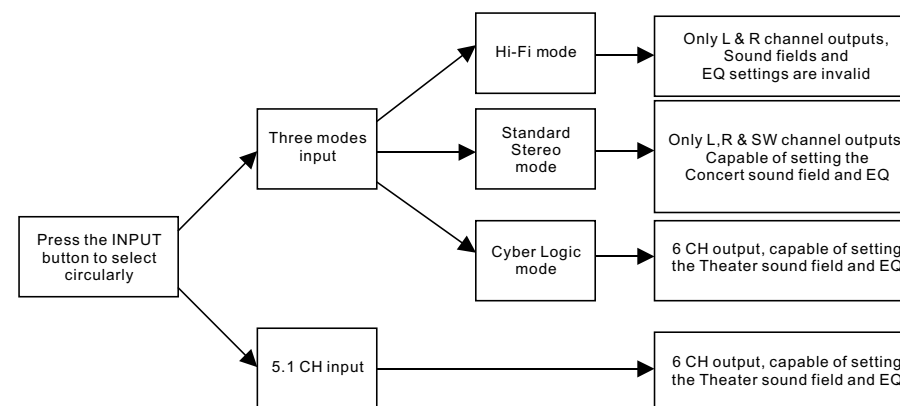 Hi-Fi mode
Only L & R channel outputs,
Sound fields and
EQ settings are invalid
Three modes
input
Standard
Stereo
mode
Only L,R & SW channel outputs
Capable of setting the
Concert sound field and EQ
Press the INPUT
button to select
circularly
Cyber Logic
mode
6 CH output, capable of setting
the Theater sound field and EQ
5.1 CH input
6 CH output, capable of setting
the Theater sound field and EQ